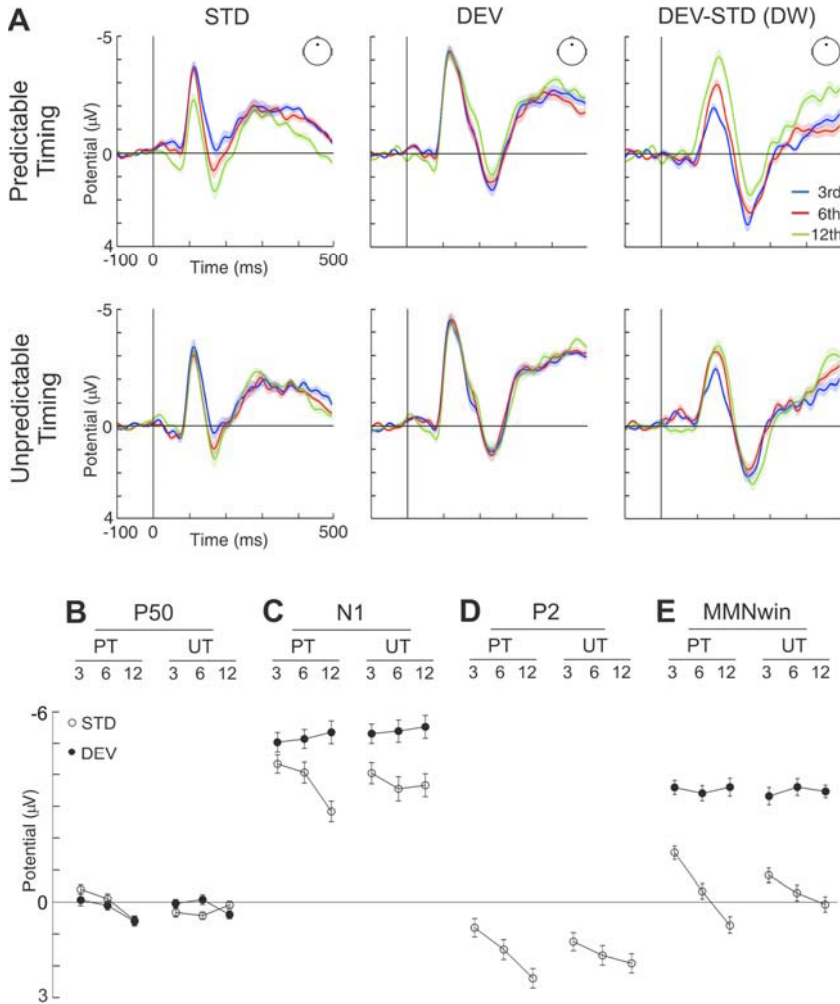 A STD DEV DEV-STD (DW)
Predictable
Timing
-5
Potential (µV)
0
4
-100 0 500
Time (ms)
3rd
6th
12th
Unpredictable
Timing
-5
Potential (µV)
0
4
-100 0 500
Time (ms)
B P50 C N1 D P2 E MMNwin
PT UT PT UT PT UT PT UT
3 6 12 3 6 12 3 6 12 3 6 12 3 6 12 3 6 12 3 6 12 3 6 12
-6
STD
DEV
Potential (µV)
0
3